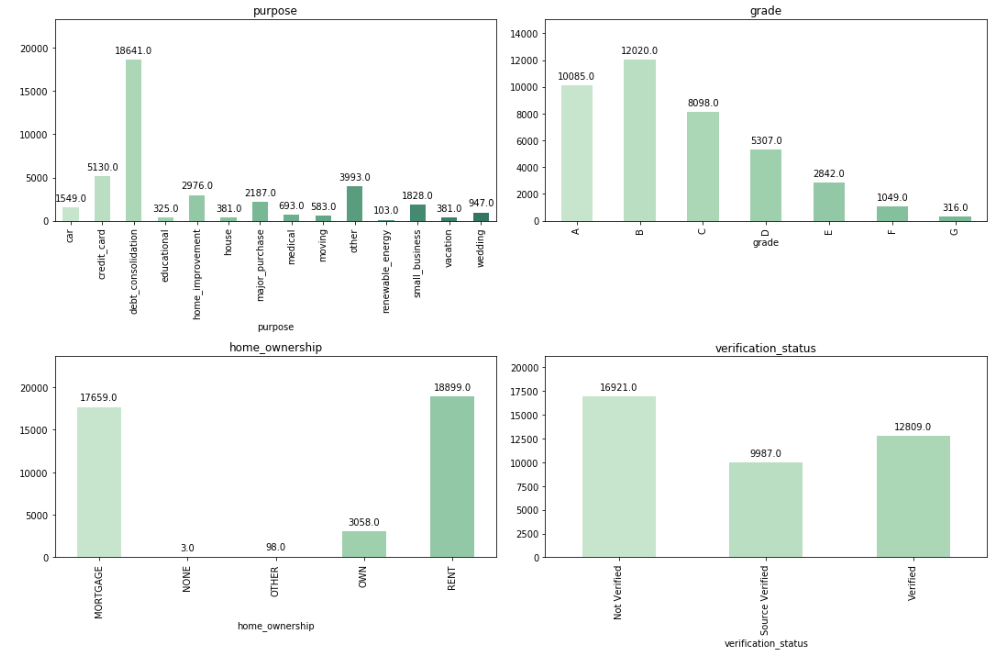 purpose
20000
15000
10000
5000
0
1549.0
5130.0
18641.0
325.0
2976.0
381.0
2187.0
693.0
583.0
3993.0
103.0
1828.0
381.0
947.0
car
credit_card
debt_consolidation
educational
home_improvement
house
major_purchase
medical
moving
other
renewable_energy
small_business
vacation
wedding
purpose
grade
14000
12000
10000
8000
6000
4000
2000
0
10085.0
12020.0
8098.0
5307.0
2842.0
1049.0
316.0
A
B
C
D
E
F
G
grade
home_ownership
20000
15000
10000
5000
0
17659.0
3.0
98.0
3058.0
18899.0
MORTGAGE
NONE
OTHER
OWN
RENT
home_ownership
verification_status
20000
17500
15000
12500
10000
7500
5000
2500
0
16921.0
9987.0
12809.0
Not Verified
Source Verified
Verified
verification_status